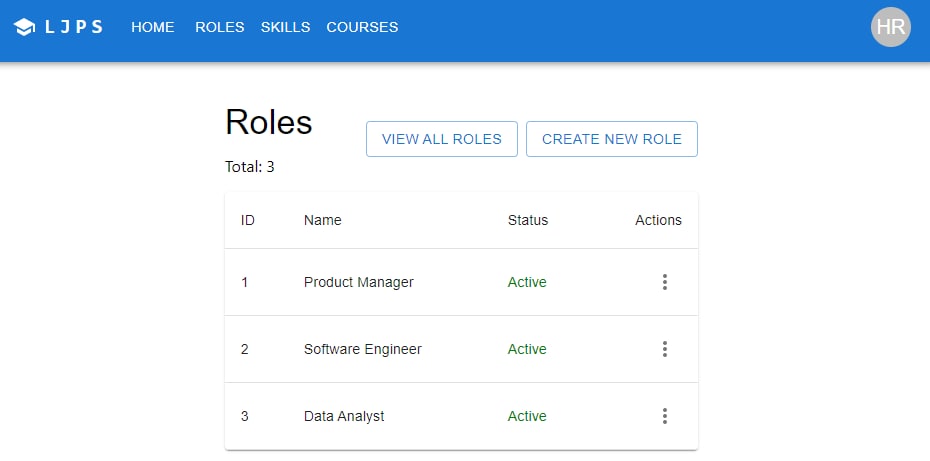 LJPS HOME ROLES SKILLS COURSES HR
Roles
VIEW ALL ROLES CREATE NEW ROLE
Total: 3
ID Name Status Actions
1 Product Manager Active
2 Software Engineer Active
3 Data Analyst Active